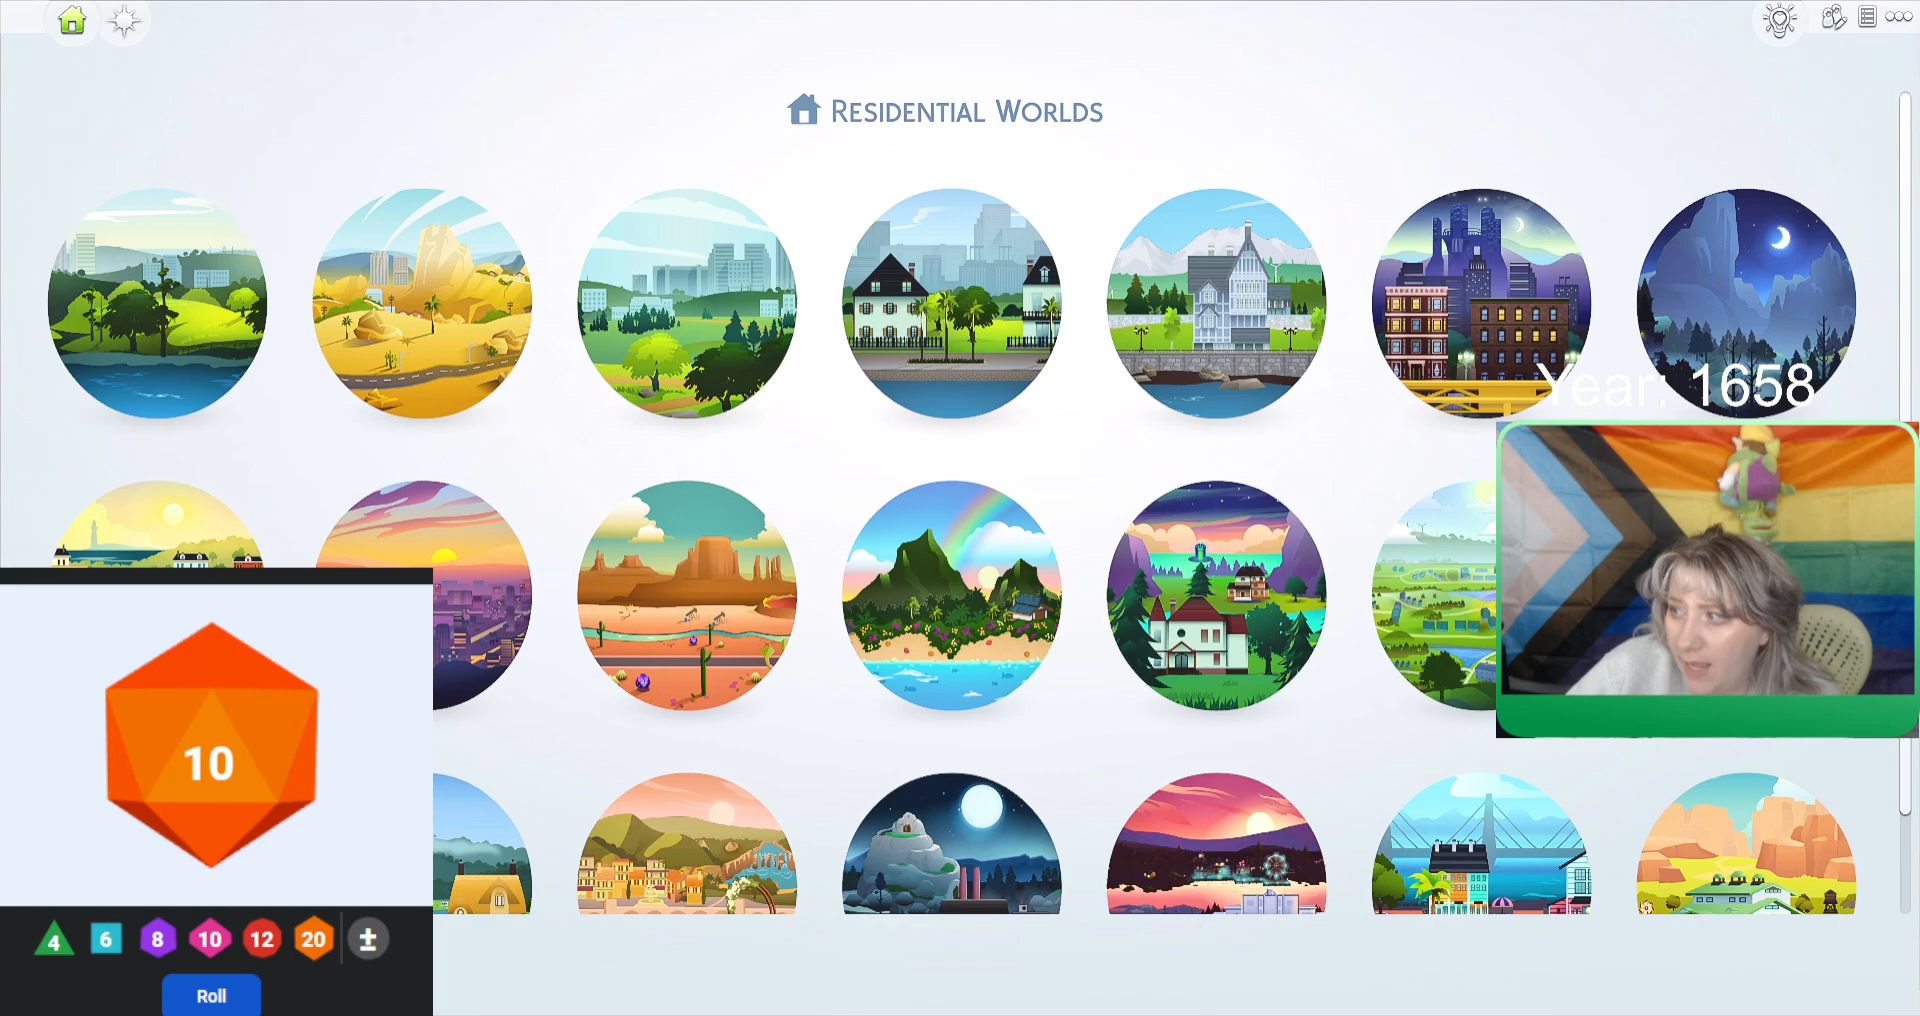 RESIDENTIAL WORLDS
Year: 1658
10
4 6 8 10 12 20 ±
Roll